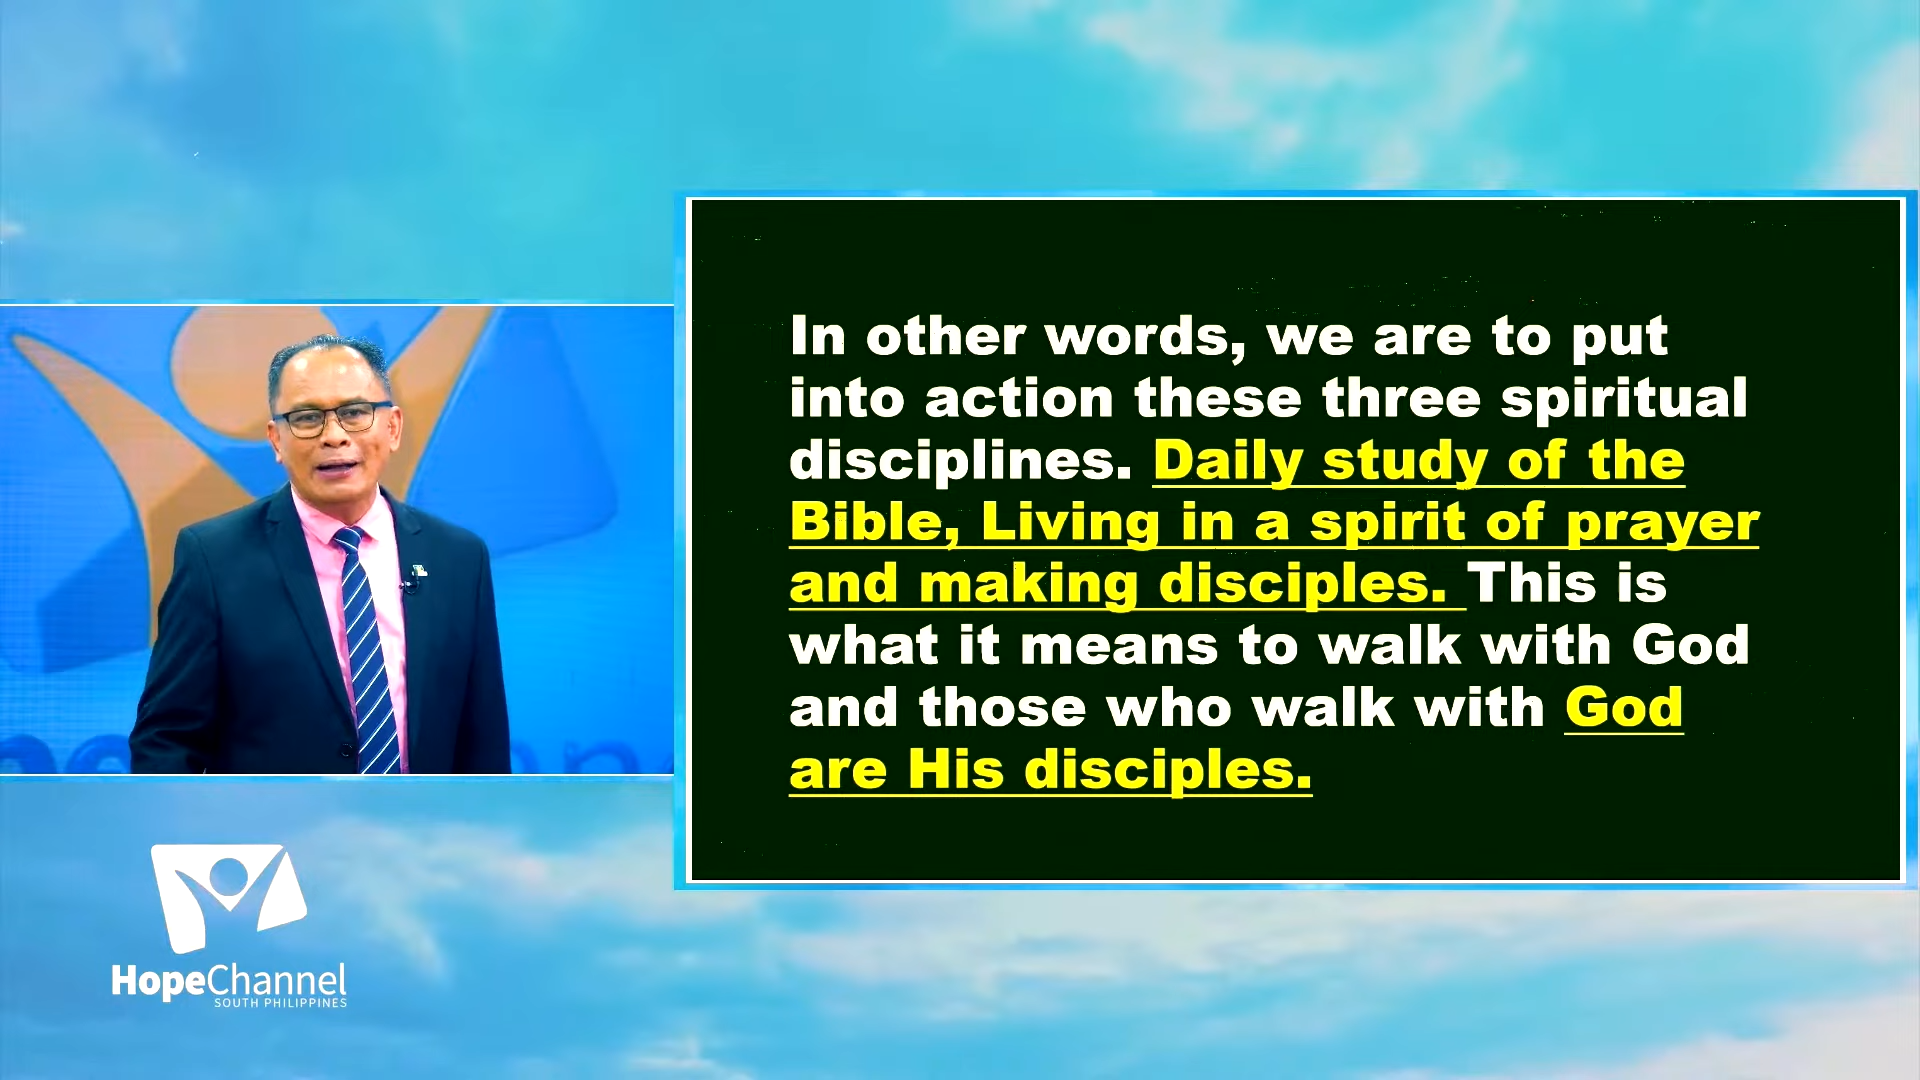 In other words, we are to put
into action these three spiritual
disciplines. Daily study of the
Bible, Living in a spirit of prayer
and making disciples. This is
what it means to walk with God
and those who walk with God
are His disciples.
HopeChannel
SOUTH PHILIPPINES